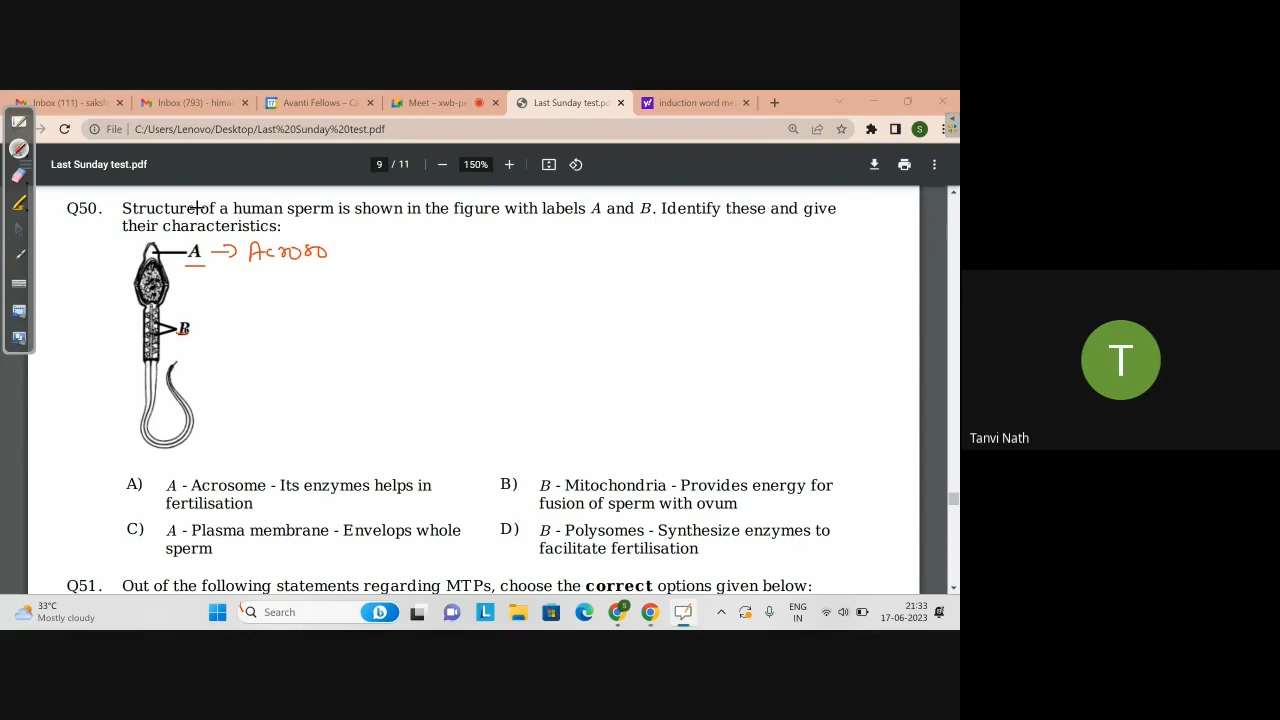 Inbox (111) - saksh
Inbox (793) - hima
Avanti Fellows – Ca
Meet – xwb-p
Last Sunday test.pd
induction word me
File
C:/Users/Lenovo/Desktop/Last%20Sunday%20test.pdf
S
Last Sunday test.pdf
9 / 11
150%
Q50. Structure of a human sperm is shown in the figure with labels A and B. Identify these and give
their characteristics:
A → Acroso
B
A) A - Acrosome - Its enzymes helps in
fertilisation
B) B - Mitochondria - Provides energy for
fusion of sperm with ovum
C) A - Plasma membrane - Envelops whole
sperm
D) B - Polysomes - Synthesize enzymes to
facilitate fertilisation
Q51. Out of the following statements regarding MTPs, choose the correct options given below:
T
Tanvi Nath
33°C
Mostly cloudy
Search
ENG
IN
21:33
17-06-2023